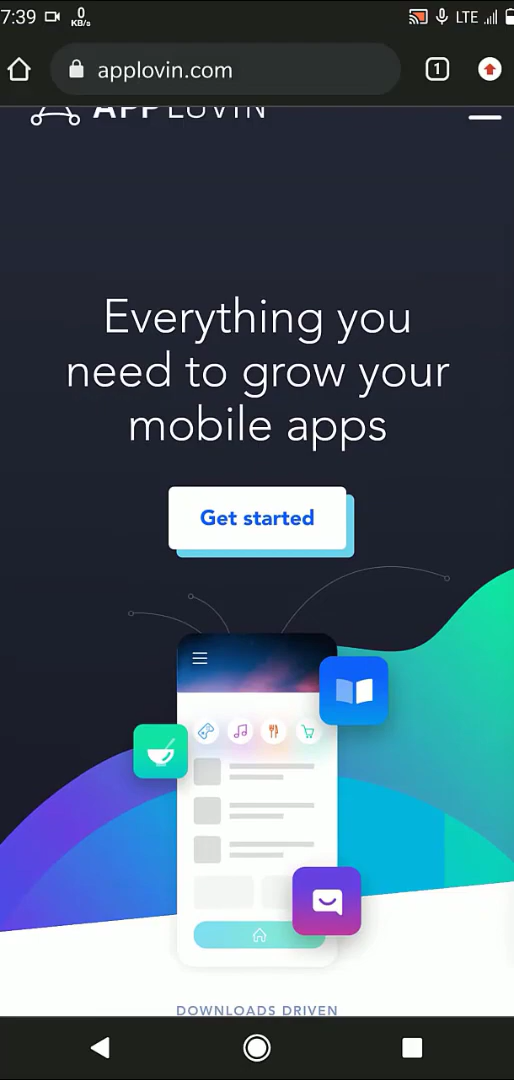 7:39 0 KB/s LTE
applovin.com 1
APPLOVIN
Everything you
need to grow your
mobile apps
Get started
DOWNLOADS DRIVEN